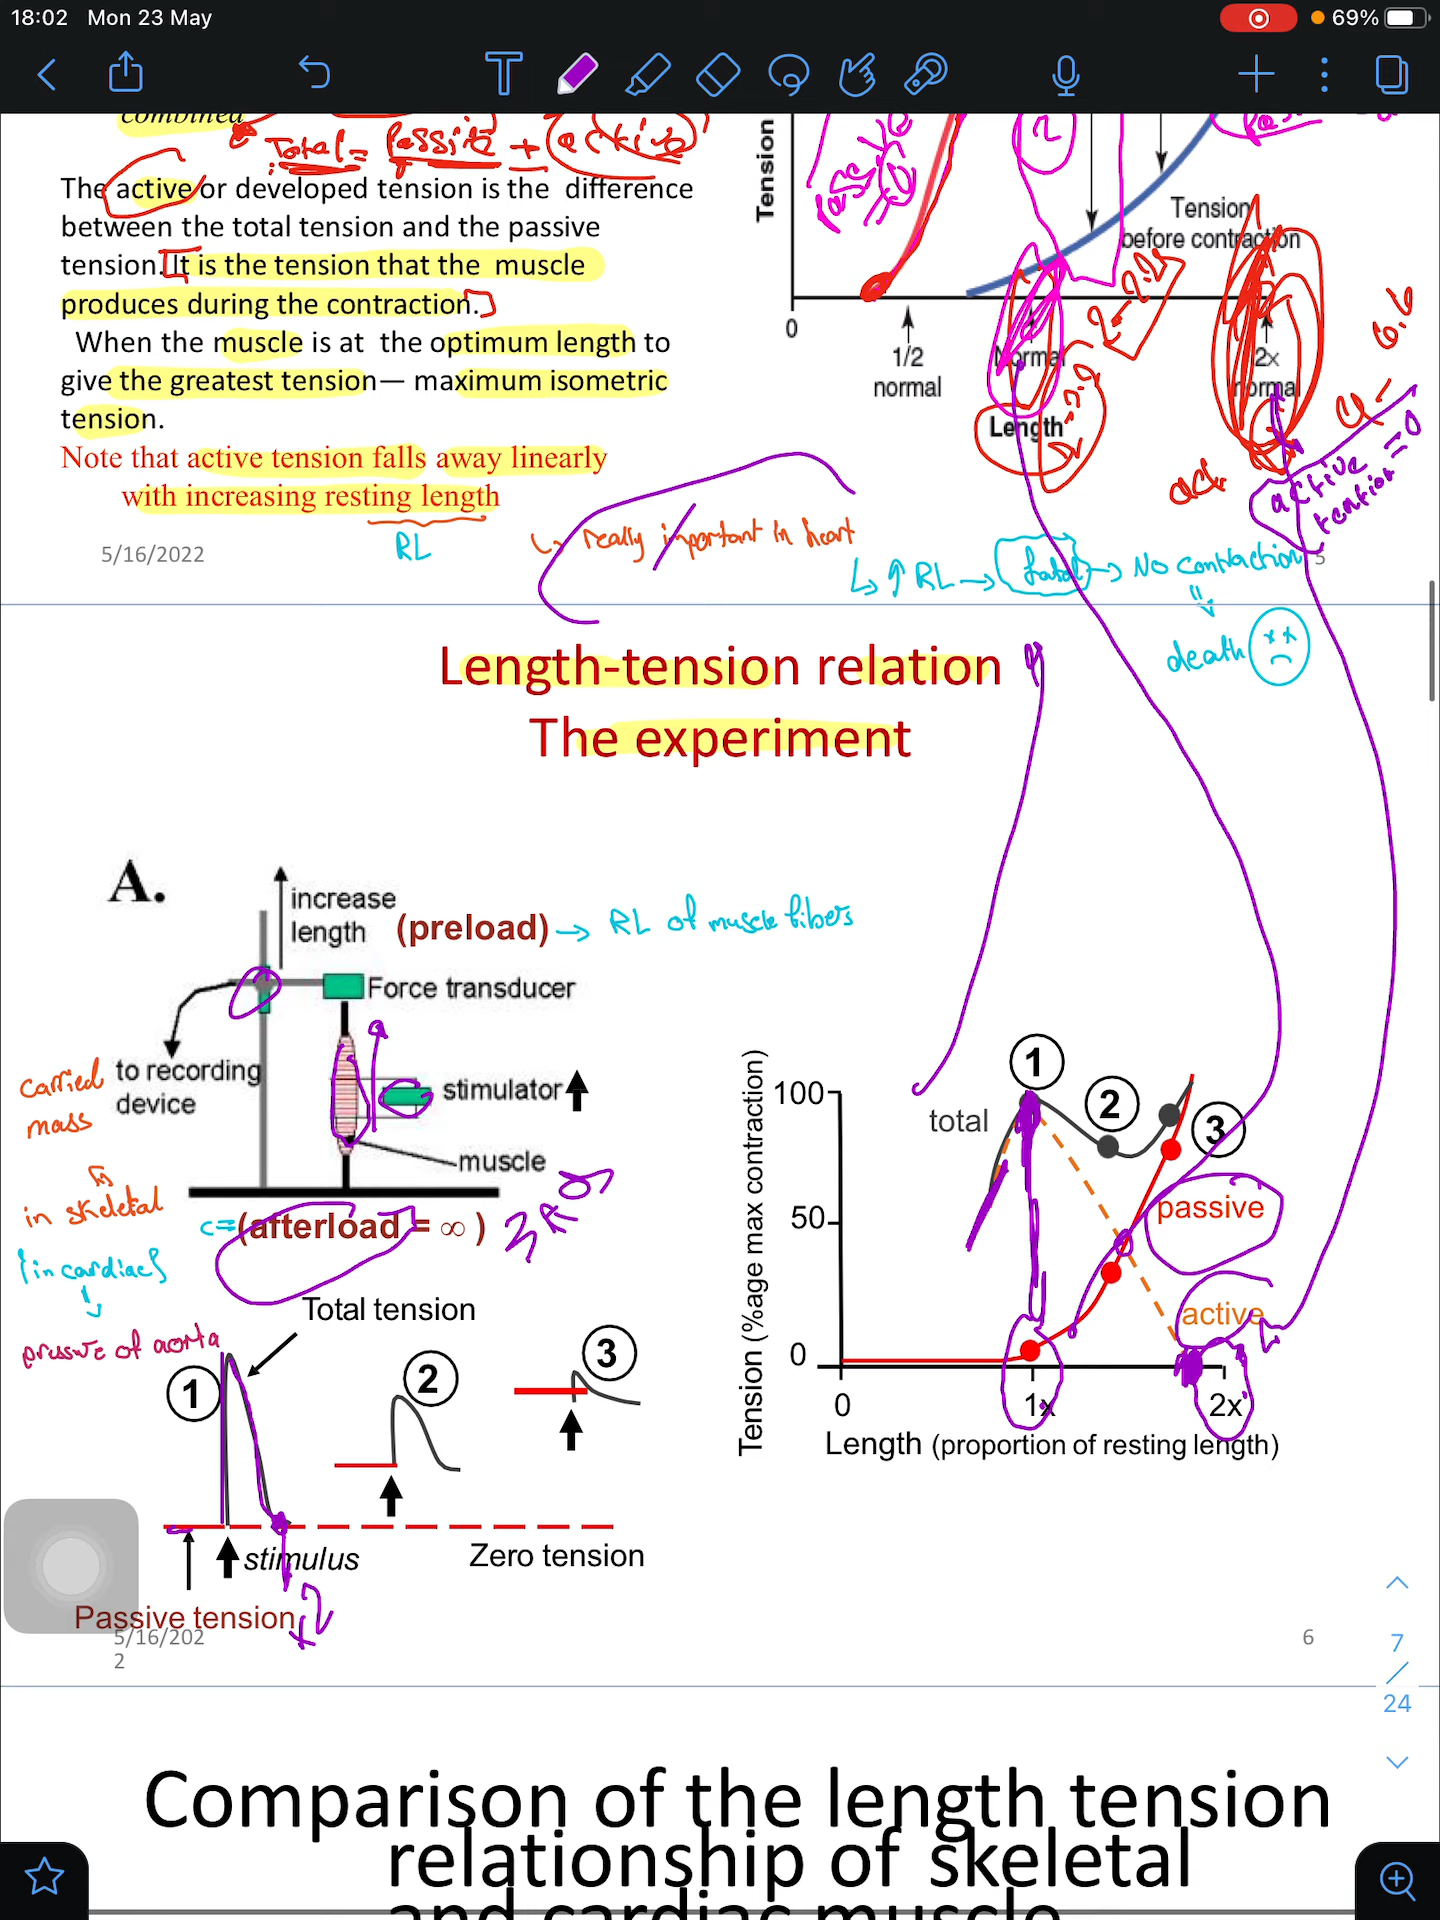 18:02 Mon 23 May
69%
combined
Total = Passive + (active)
The active or developed tension is the difference
between the total tension and the passive
tension. It is the tension that the muscle
produces during the contraction.
When the muscle is at the optimum length to
give the greatest tension— maximum isometric
tension.
Note that active tension falls away linearly
with increasing resting length
RL
5/16/2022
really important in heart
↑ RL → fatal → No contraction
death
5
Tension
2
Tension
before contraction
0
1/2
normal
Normal
2x
normal
Length
active
tention = 0
Length-tension relation
The experiment
A.
increase
length (preload) → RL of muscle fibers
Force transducer
to recording
device
stimulator
muscle
carried
mass
in skeletal
(afterload = ∞ )
{in cardiac}
pressure of aorta
Total tension
1
2
3
stimulus
Zero tension
Passive tension
5/16/202
2
Tension (%age max contraction)
100
50
0
total
1
2
3
passive
active
0
1x
2x
Length (proportion of resting length)
6
7
24
Comparison of the length tension
relationship of skeletal
and cardiac muscle